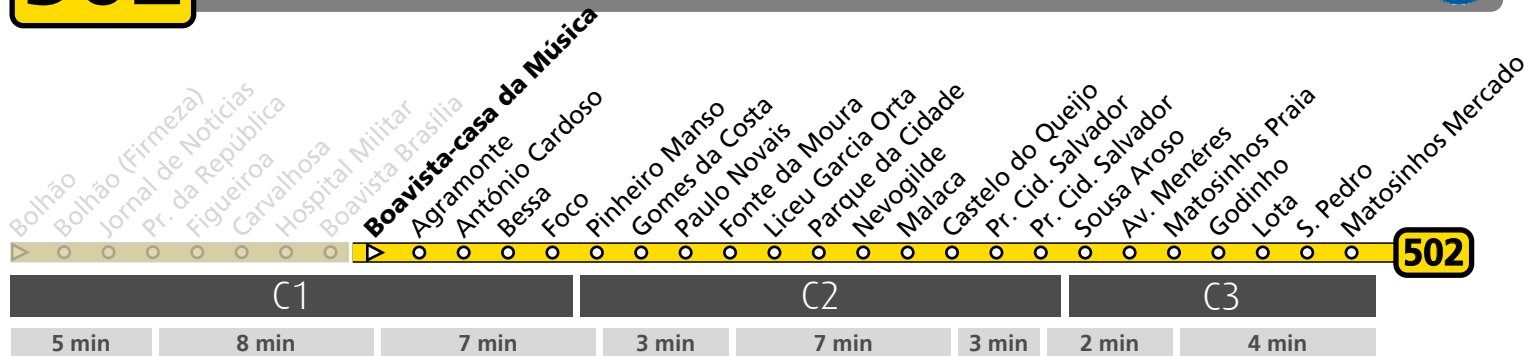 502
Bolhão
Bolhão (Firmeza)
Jornal de Notícias
Pr. da República
Figueiroa
Carvalhosa
Hospital Militar
Boavista Brasília
Boavista-casa da Música
Agramonte
António Cardoso
Bessa
Foco
Pinheiro Manso
Gomes da Costa
Paulo Novais
Fonte da Moura
Liceu Garcia Orta
Parque da Cidade
Nevogilde
Malaca
Castelo do Queijo
Pr. Cid. Salvador
Pr. Cid. Salvador
Sousa Aroso
Av. Menéres
Matosinhos Praia
Godinho
Lota
S. Pedro
Matosinhos Mercado
502
C1 C2 C3
5 min 8 min 7 min 3 min 7 min 3 min 2 min 4 min